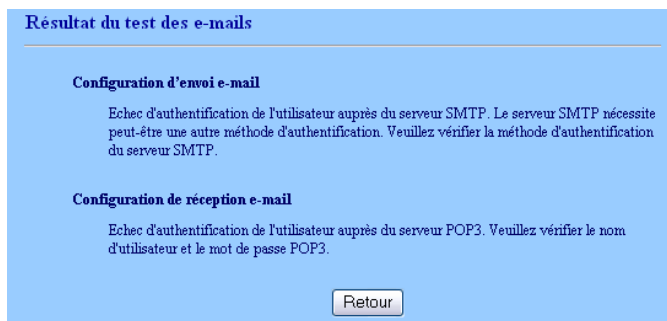 Résultat du test des e-mails
Configuration d'envoi e-mail
Echec d'authentification de l'utilisateur auprès du serveur SMTP. Le serveur SMTP nécessite
peut-être une autre méthode d'authentification. Veuillez vérifier la méthode d'authentification
du serveur SMTP.
Configuration de réception e-mail
Echec d'authentification de l'utilisateur auprès du serveur POP3. Veuillez vérifier le nom
d'utilisateur et le mot de passe POP3.
Retour